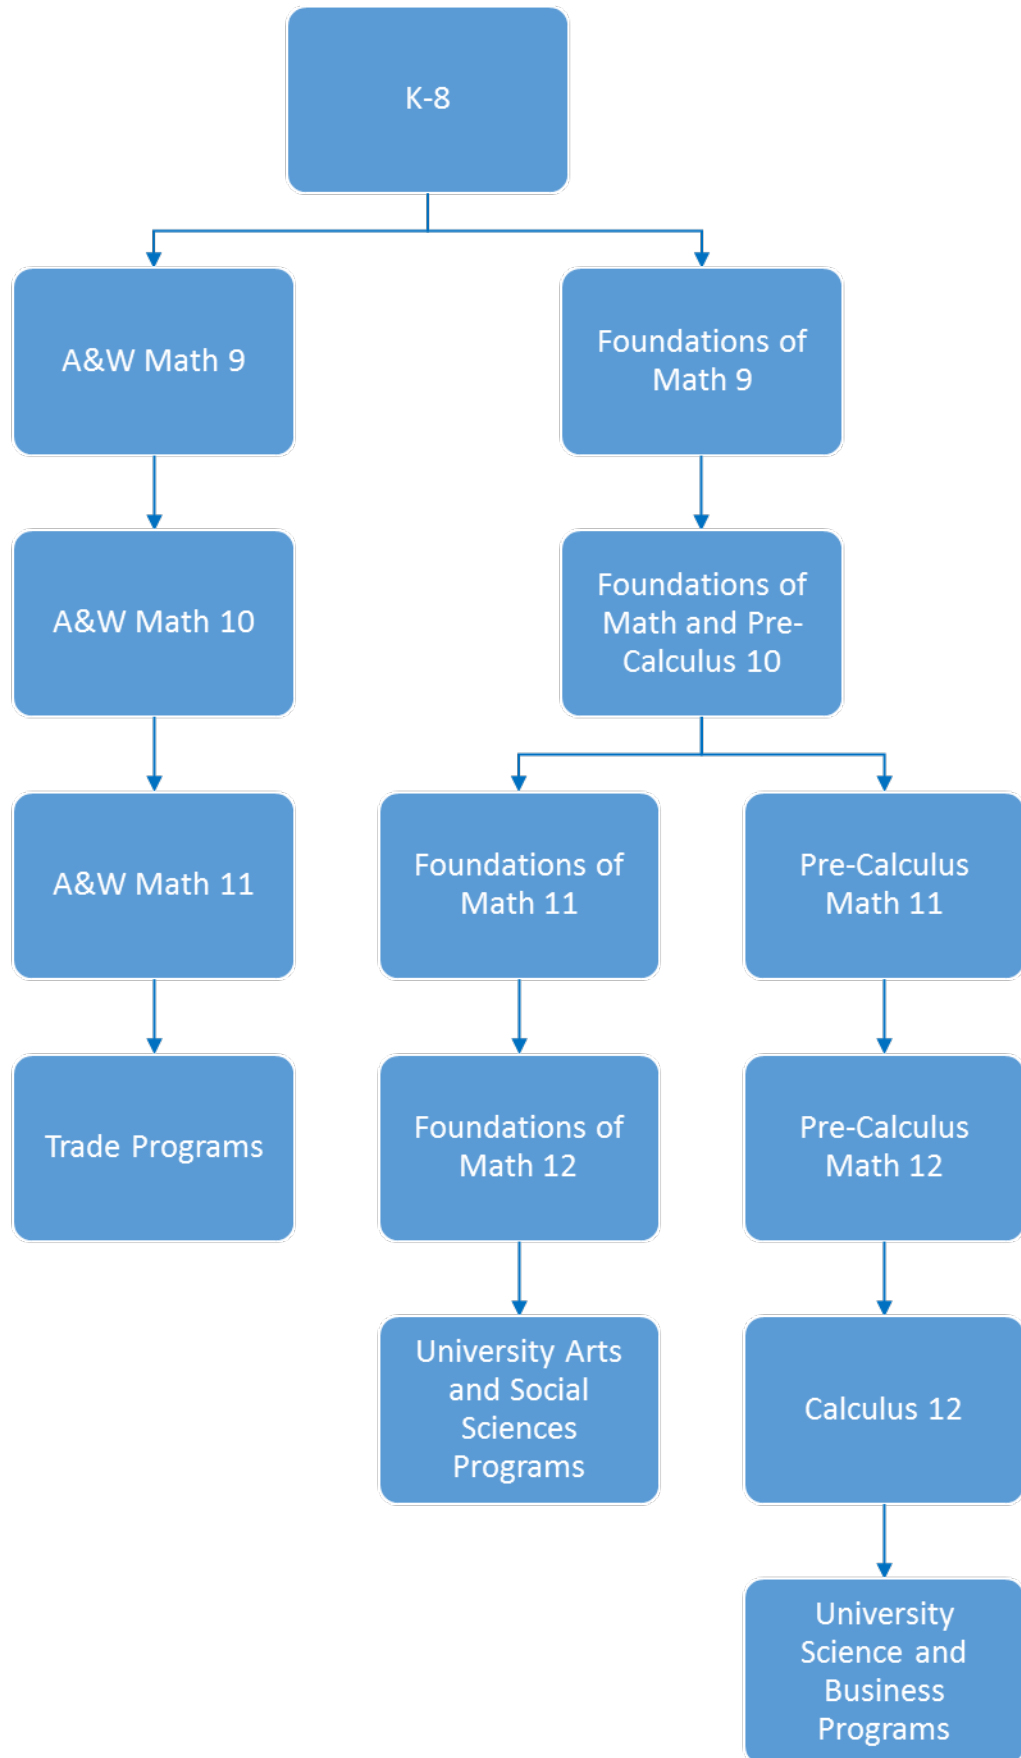 K-8
A&W Math 9
Foundations of
Math 9
A&W Math 10
Foundations of
Math and Pre-
Calculus 10
A&W Math 11
Foundations of
Math 11
Pre-Calculus
Math 11
Trade Programs
Foundations of
Math 12
Pre-Calculus
Math 12
University Arts
and Social
Sciences
Programs
Calculus 12
University
Science and
Business
Programs